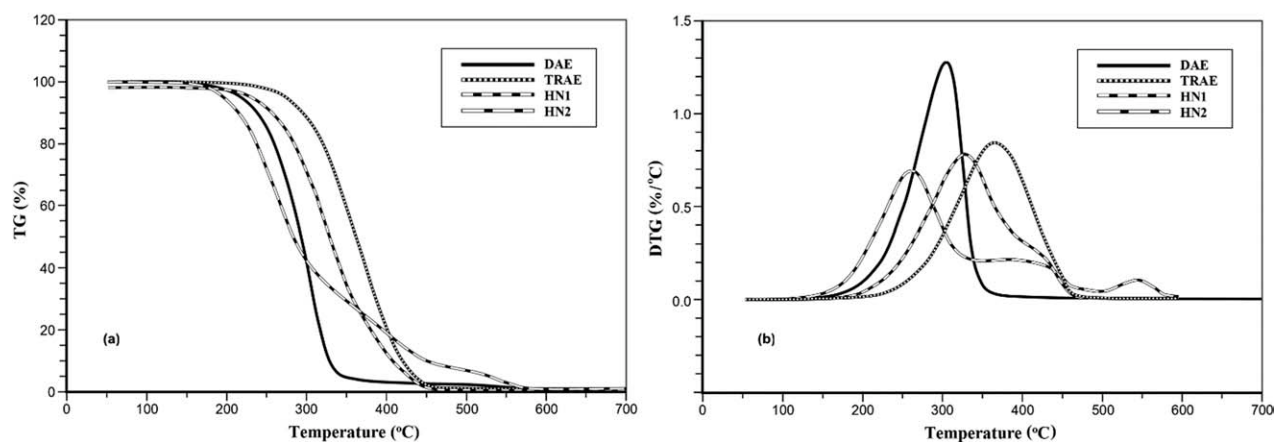 120
100
80
60
40
20
0
TG (%)
DAE
TRAE
HN1
HN2
(a)
0 100 200 300 400 500 600 700
Temperature (°C)
1.5
1.0
0.5
0.0
DTG (%/°C)
DAE
TRAE
HN1
HN2
(b)
0 100 200 300 400 500 600 700
Temperature (°C)